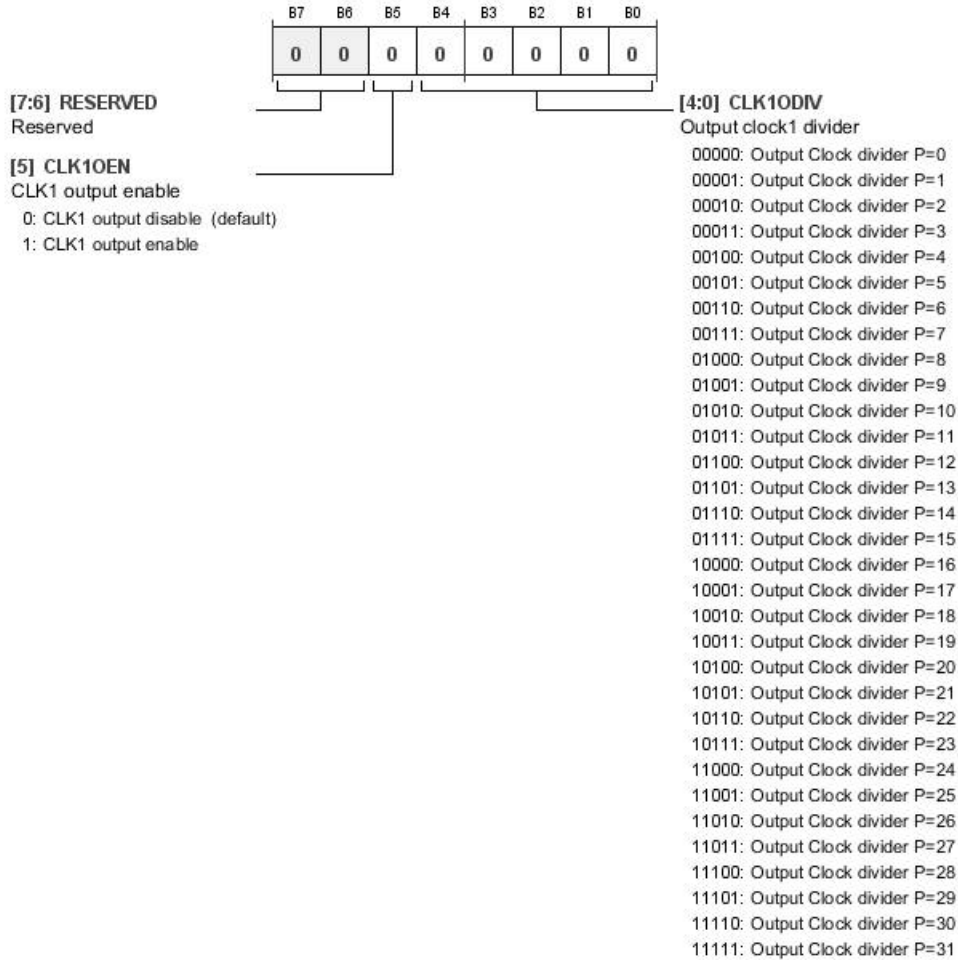 B7 B6 B5 B4 B3 B2 B1 B0
0 0 0 0 0 0 0 0
[7:6] RESERVED
Reserved
[5] CLK1OEN
CLK1 output enable
0: CLK1 output disable (default)
1: CLK1 output enable
[4:0] CLK1ODIV
Output clock1 divider
00000: Output Clock divider P=0
00001: Output Clock divider P=1
00010: Output Clock divider P=2
00011: Output Clock divider P=3
00100: Output Clock divider P=4
00101: Output Clock divider P=5
00110: Output Clock divider P=6
00111: Output Clock divider P=7
01000: Output Clock divider P=8
01001: Output Clock divider P=9
01010: Output Clock divider P=10
01011: Output Clock divider P=11
01100: Output Clock divider P=12
01101: Output Clock divider P=13
01110: Output Clock divider P=14
01111: Output Clock divider P=15
10000: Output Clock divider P=16
10001: Output Clock divider P=17
10010: Output Clock divider P=18
10011: Output Clock divider P=19
10100: Output Clock divider P=20
10101: Output Clock divider P=21
10110: Output Clock divider P=22
10111: Output Clock divider P=23
11000: Output Clock divider P=24
11001: Output Clock divider P=25
11010: Output Clock divider P=26
11011: Output Clock divider P=27
11100: Output Clock divider P=28
11101: Output Clock divider P=29
11110: Output Clock divider P=30
11111: Output Clock divider P=31